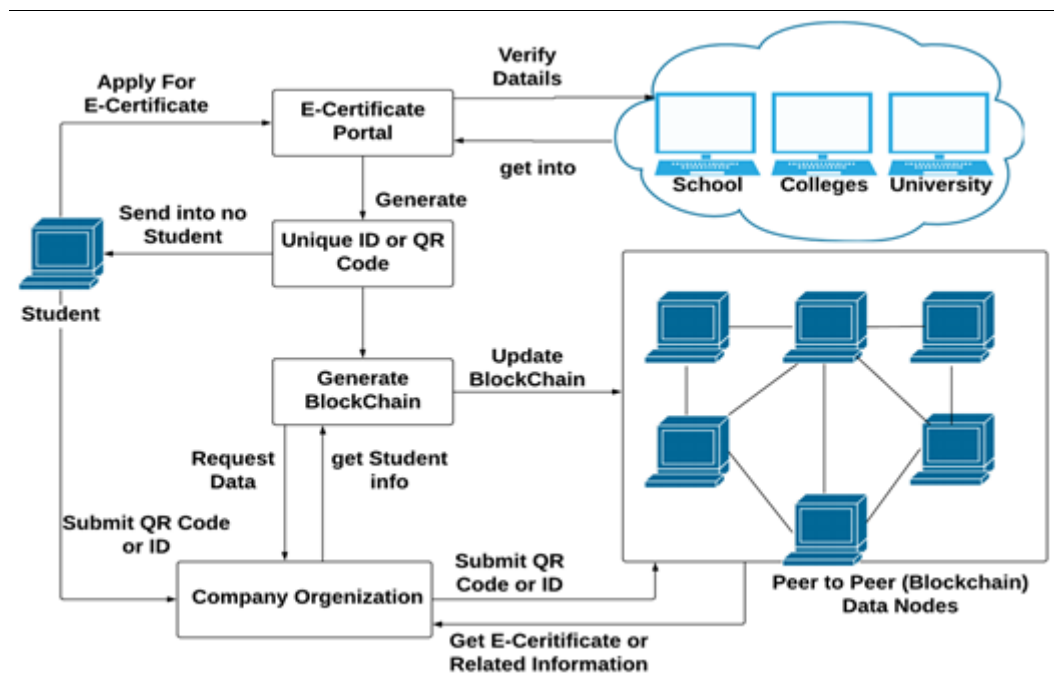 Apply For
E-Certificate
E-Certificate
Portal
Verify
Datails
get into
School
Colleges
University
Generate
Send into no
Student
Unique ID or QR
Code
Student
Generate
BlockChain
Update
BlockChain
Request
Data
get Student
info
Submit QR Code
or ID
Company Orgenization
Submit QR
Code or ID
Peer to Peer (Blockchain)
Data Nodes
Get E-Ceritificate or
Related Information